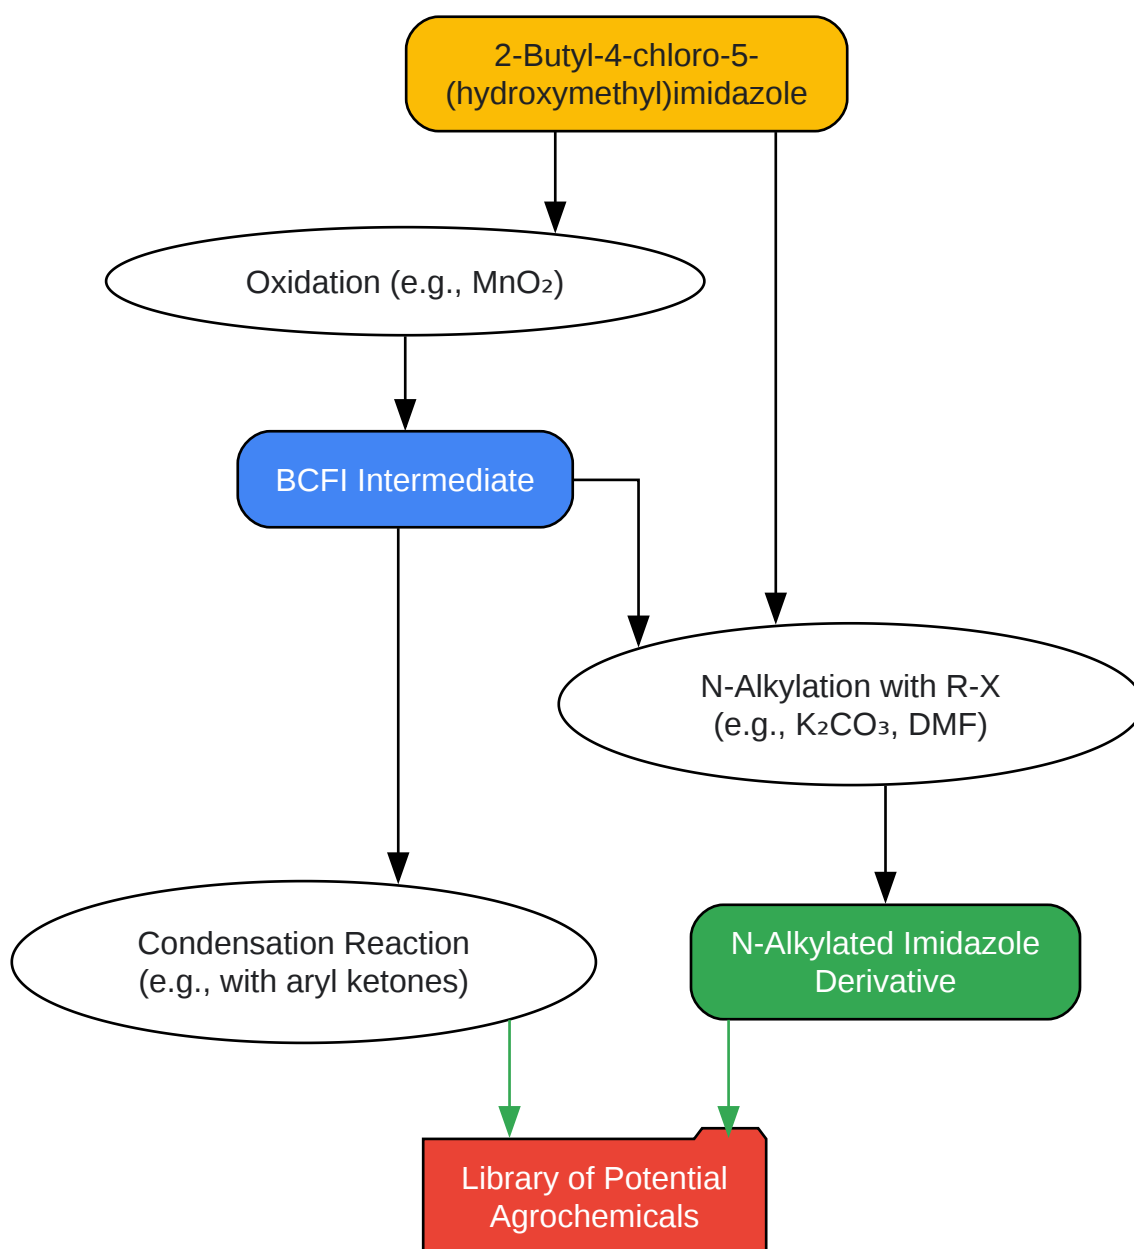 2-Butyl-4-chloro-5-
(hydroxymethyl)imidazole
Oxidation (e.g., MnO₂)
BCFI Intermediate
N-Alkylation with R-X
(e.g., K₂CO₃, DMF)
Condensation Reaction
(e.g., with aryl ketones)
N-Alkylated Imidazole
Derivative
Library of Potential
Agrochemicals